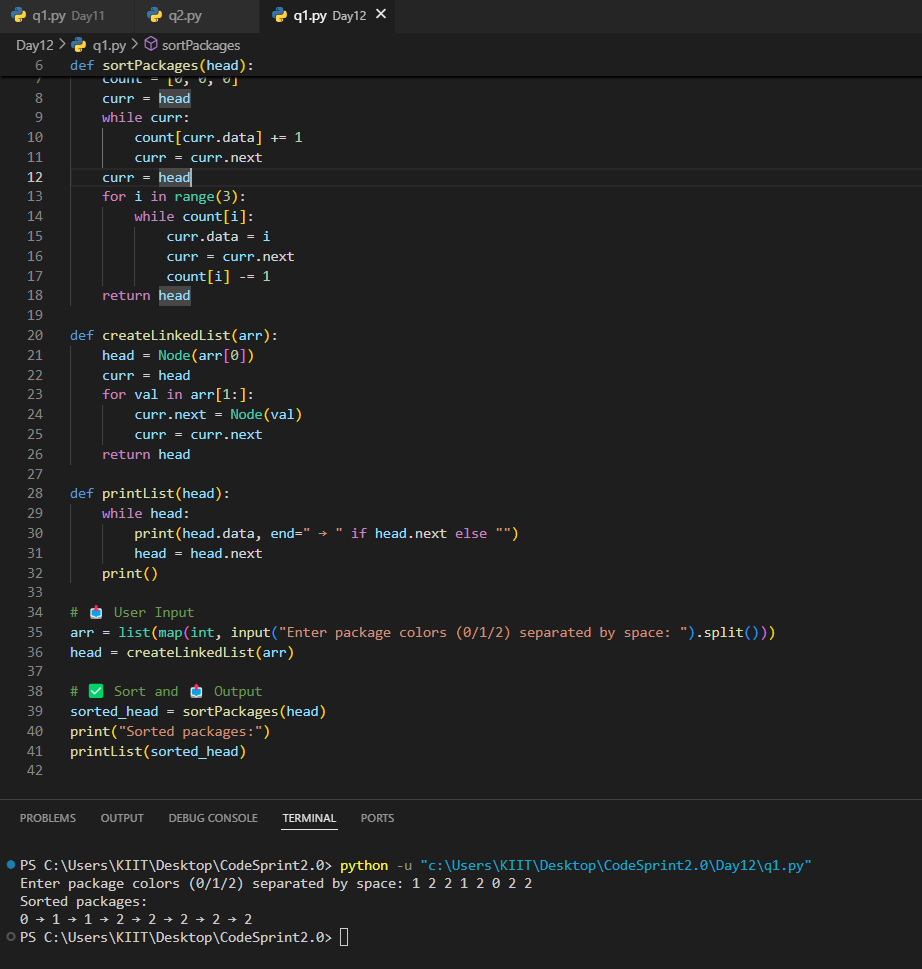 q1.py Day11 q2.py q1.py Day12 ×
Day12 > q1.py > sortPackages
6 def sortPackages(head):
7 count = [0, 0, 0]
8 curr = head
9 while curr:
10 count[curr.data] += 1
11 curr = curr.next
12 curr = head
13 for i in range(3):
14 while count[i]:
15 curr.data = i
16 curr = curr.next
17 count[i] -= 1
18 return head
19
20 def createLinkedList(arr):
21 head = Node(arr[0])
22 curr = head
23 for val in arr[1:]:
24 curr.next = Node(val)
25 curr = curr.next
26 return head
27
28 def printList(head):
29 while head:
30 print(head.data, end=" → " if head.next else "")
31 head = head.next
32 print()
33
34 # 📥 User Input
35 arr = list(map(int, input("Enter package colors (0/1/2) separated by space: ").split()))
36 head = createLinkedList(arr)
37
38 # ✅ Sort and 📤 Output
39 sorted_head = sortPackages(head)
40 print("Sorted packages:")
41 printList(sorted_head)
42
PROBLEMS OUTPUT DEBUG CONSOLE TERMINAL PORTS
PS C:\Users\KIIT\Desktop\CodeSprint2.0> python -u "c:\Users\KIIT\Desktop\CodeSprint2.0\Day12\q1.py"
Enter package colors (0/1/2) separated by space: 1 2 2 1 2 0 2 2
Sorted packages:
0 → 1 → 1 → 2 → 2 → 2 → 2 → 2
PS C:\Users\KIIT\Desktop\CodeSprint2.0>